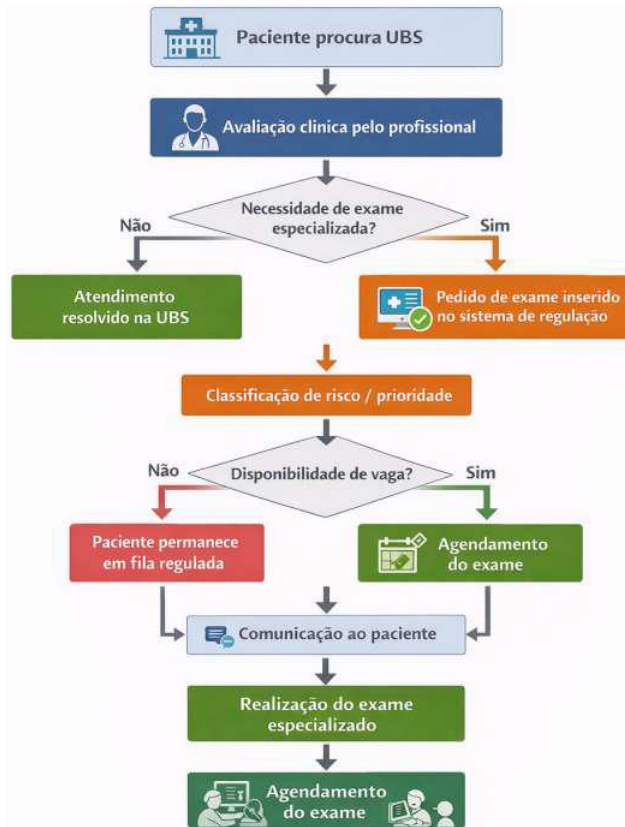 Paciente procura UBS
Avaliação clinica pelo profissional
Necessidade de exame
especializada?
Não
Sim
Atendimento
resolvido na UBS
Pedido de exame inserido
no sistema de regulação
Classificação de risco / prioridade
Disponibilidade de vaga?
Não
Sim
Paciente permanece
em fila regulada
Agendamento
do exame
Comunicação ao paciente
Realização do exame
especializado
Agendamento
do exame